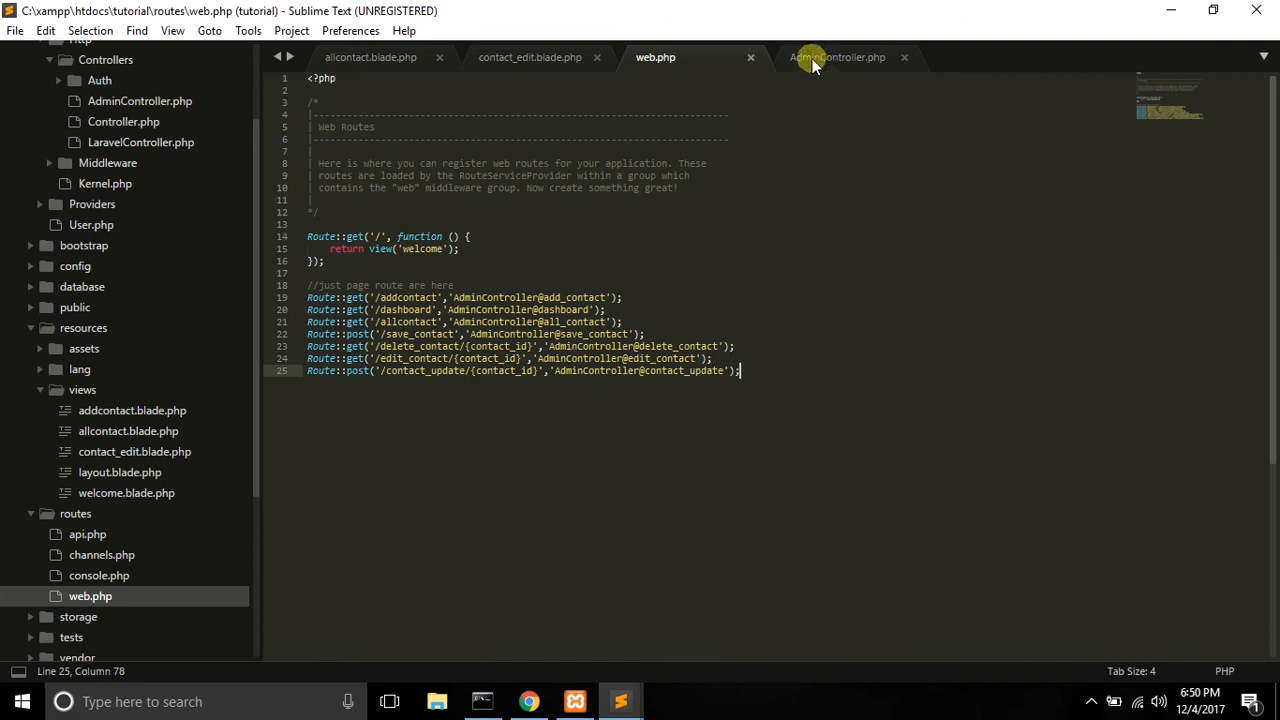 C:\xampp\htdocs\tutorial\routes\web.php (tutorial) - Sublime Text (UNREGISTERED)
File Edit Selection Find View Goto Tools Project Preferences Help
Http
Controllers
Auth
AdminController.php
Controller.php
LaravelController.php
Middleware
Kernel.php
Providers
User.php
bootstrap
config
database
public
resources
assets
lang
views
addcontact.blade.php
allcontact.blade.php
contact_edit.blade.php
layout.blade.php
welcome.blade.php
routes
api.php
channels.php
console.php
web.php
storage
tests
vendor
allcontact.blade.php contact_edit.blade.php web.php AdminController.php
1 <?php
2
3 /*
4 |--------------------------------------------------------------------------
5 | Web Routes
6 |--------------------------------------------------------------------------
7 |
8 | Here is where you can register web routes for your application. These
9 | routes are loaded by the RouteServiceProvider within a group which
10 | contains the "web" middleware group. Now create something great!
11 |
12 */
13
14 Route::get('/', function () {
15 return view('welcome');
16 });
17
18 //just page route are here
19 Route::get('/addcontact','AdminController@add_contact');
20 Route::get('/dashboard','AdminController@dashboard');
21 Route::get('/allcontact','AdminController@all_contact');
22 Route::post('/save_contact','AdminController@save_contact');
23 Route::get('/delete_contact/{contact_id}','AdminController@delete_contact');
24 Route::get('/edit_contact/{contact_id}','AdminController@edit_contact');
25 Route::post('/contact_update/{contact_id}','AdminController@contact_update');
Line 25, Column 78 Tab Size: 4 PHP
Type here to search
6:50 PM
12/4/2017
1